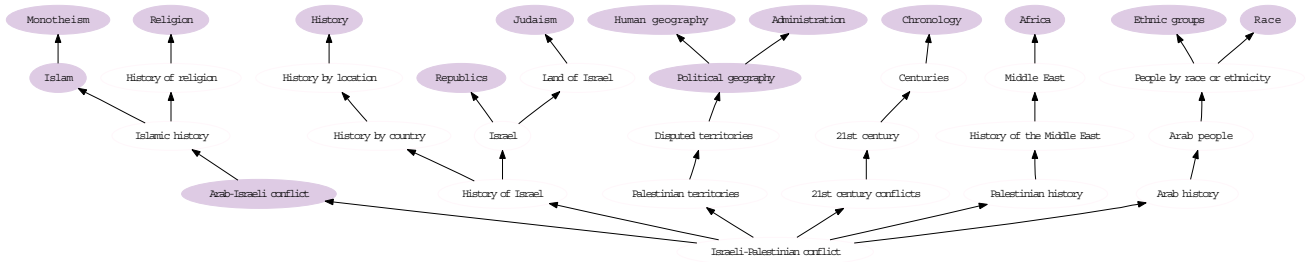 Monotheism
Religion
History
Judaism
Human geography
Administration
Chronology
Africa
Ethnic groups
Race
Islam
History of religion
History by location
Republics
Land of Israel
Political geography
Centuries
Middle East
People by race or ethnicity
Islamic history
History by country
Israel
Disputed territories
21st century
History of the Middle East
Arab people
Arab-Israeli conflict
History of Israel
Palestinian territories
21st century conflicts
Palestinian history
Arab history
Israeli-Palestinian conflict